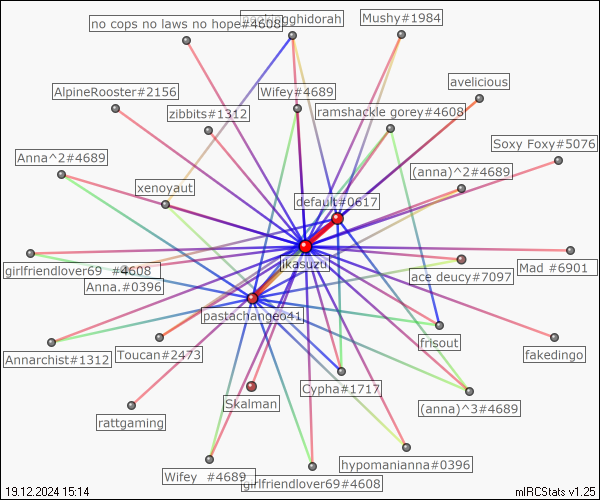 no cops no laws no hope#4608
ghidorah
Mushy#1984
avelicious
AlpineRooster#2156
Wifey#4689
zibbits#1312
ramshackle gorey#4608
Soxy Foxy#5076
Anna^2#4689
(anna)^2#4689
xenoyaut
default#0617
jikasuzu
girlfriendlover69 #4608
Mad #6901
ace deucy#7097
Anna.#0396
pastachange041
frisout
Annarchist#1312
Toucan#2473
fakedingo
Cypha#1717
Skalman
(anna)^3#4689
rattgaming
hypomanianna#0396
Wifey #4689
girlfriendlover69#4608
19.12.2024 15:14
mIRCStats v1.25